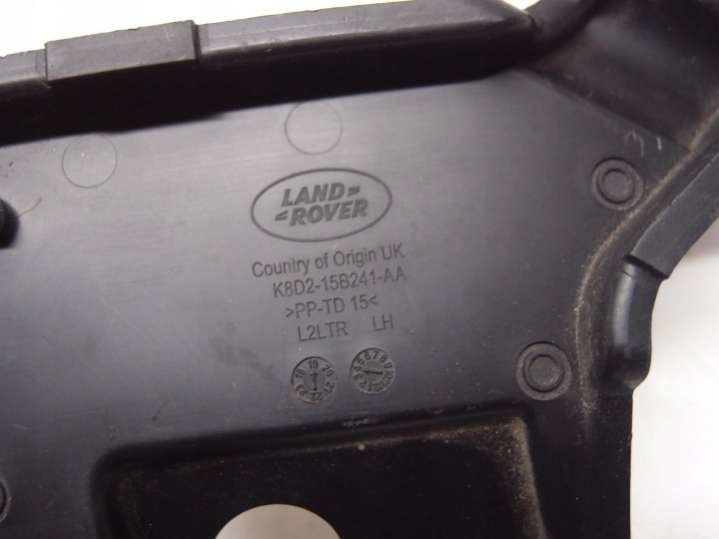 LAND
ROVER
Country of Origin UK
K8D2-15B241-AA
>PP-TD 15<
L2LTR LH